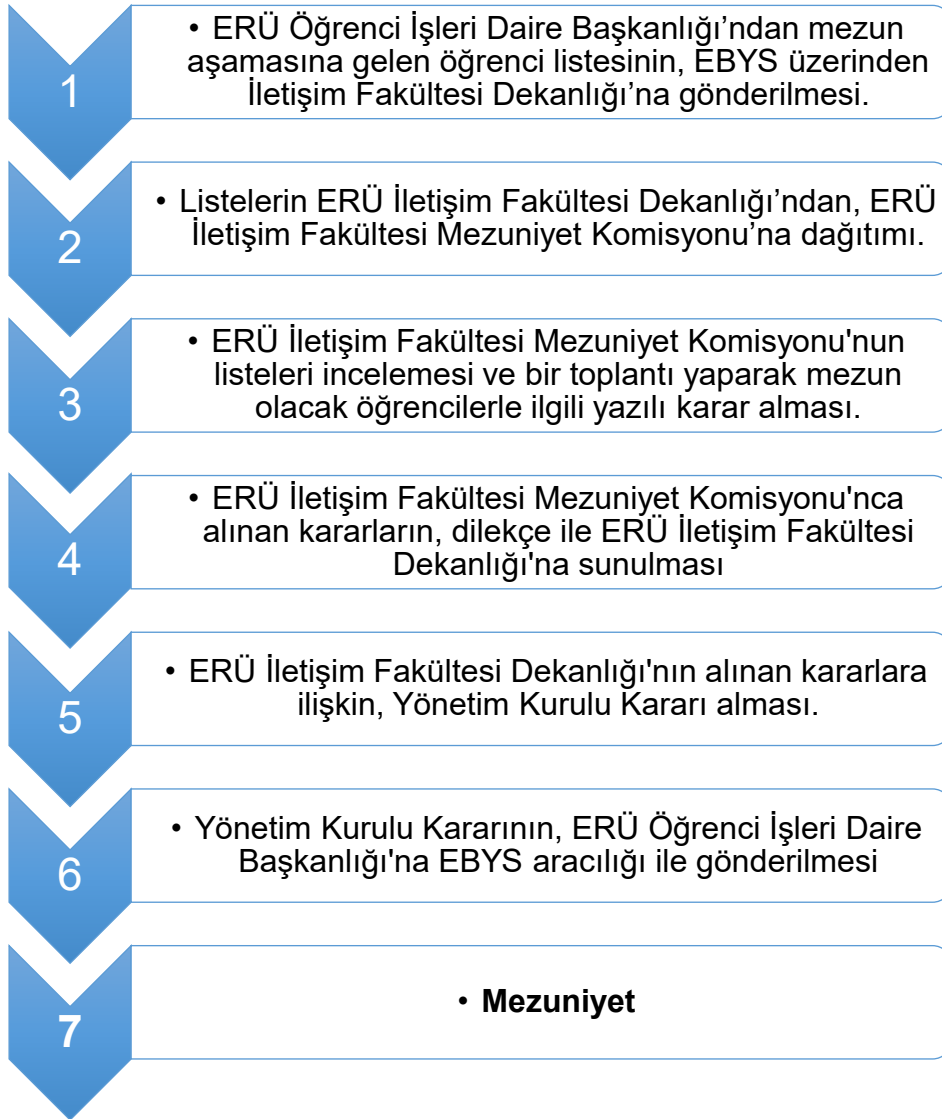 1
• ERÜ Öğrenci İşleri Daire Başkanlığı’ndan mezun
aşamasına gelen öğrenci listesinin, EBYS üzerinden
İletişim Fakültesi Dekanlığı’na gönderilmesi.
2
• Listelerin ERÜ İletişim Fakültesi Dekanlığı’ndan, ERÜ
İletişim Fakültesi Mezuniyet Komisyonu’na dağıtımı.
3
• ERÜ İletişim Fakültesi Mezuniyet Komisyonu'nun
listeleri incelemesi ve bir toplantı yaparak mezun
olacak öğrencilerle ilgili yazılı karar alması.
4
• ERÜ İletişim Fakültesi Mezuniyet Komisyonu'nca
alınan kararların, dilekçe ile ERÜ İletişim Fakültesi
Dekanlığı'na sunulması
5
• ERÜ İletişim Fakültesi Dekanlığı'nın alınan kararlara
ilişkin, Yönetim Kurulu Kararı alması.
6
• Yönetim Kurulu Kararının, ERÜ Öğrenci İşleri Daire
Başkanlığı'na EBYS aracılığı ile gönderilmesi
7
• Mezuniyet